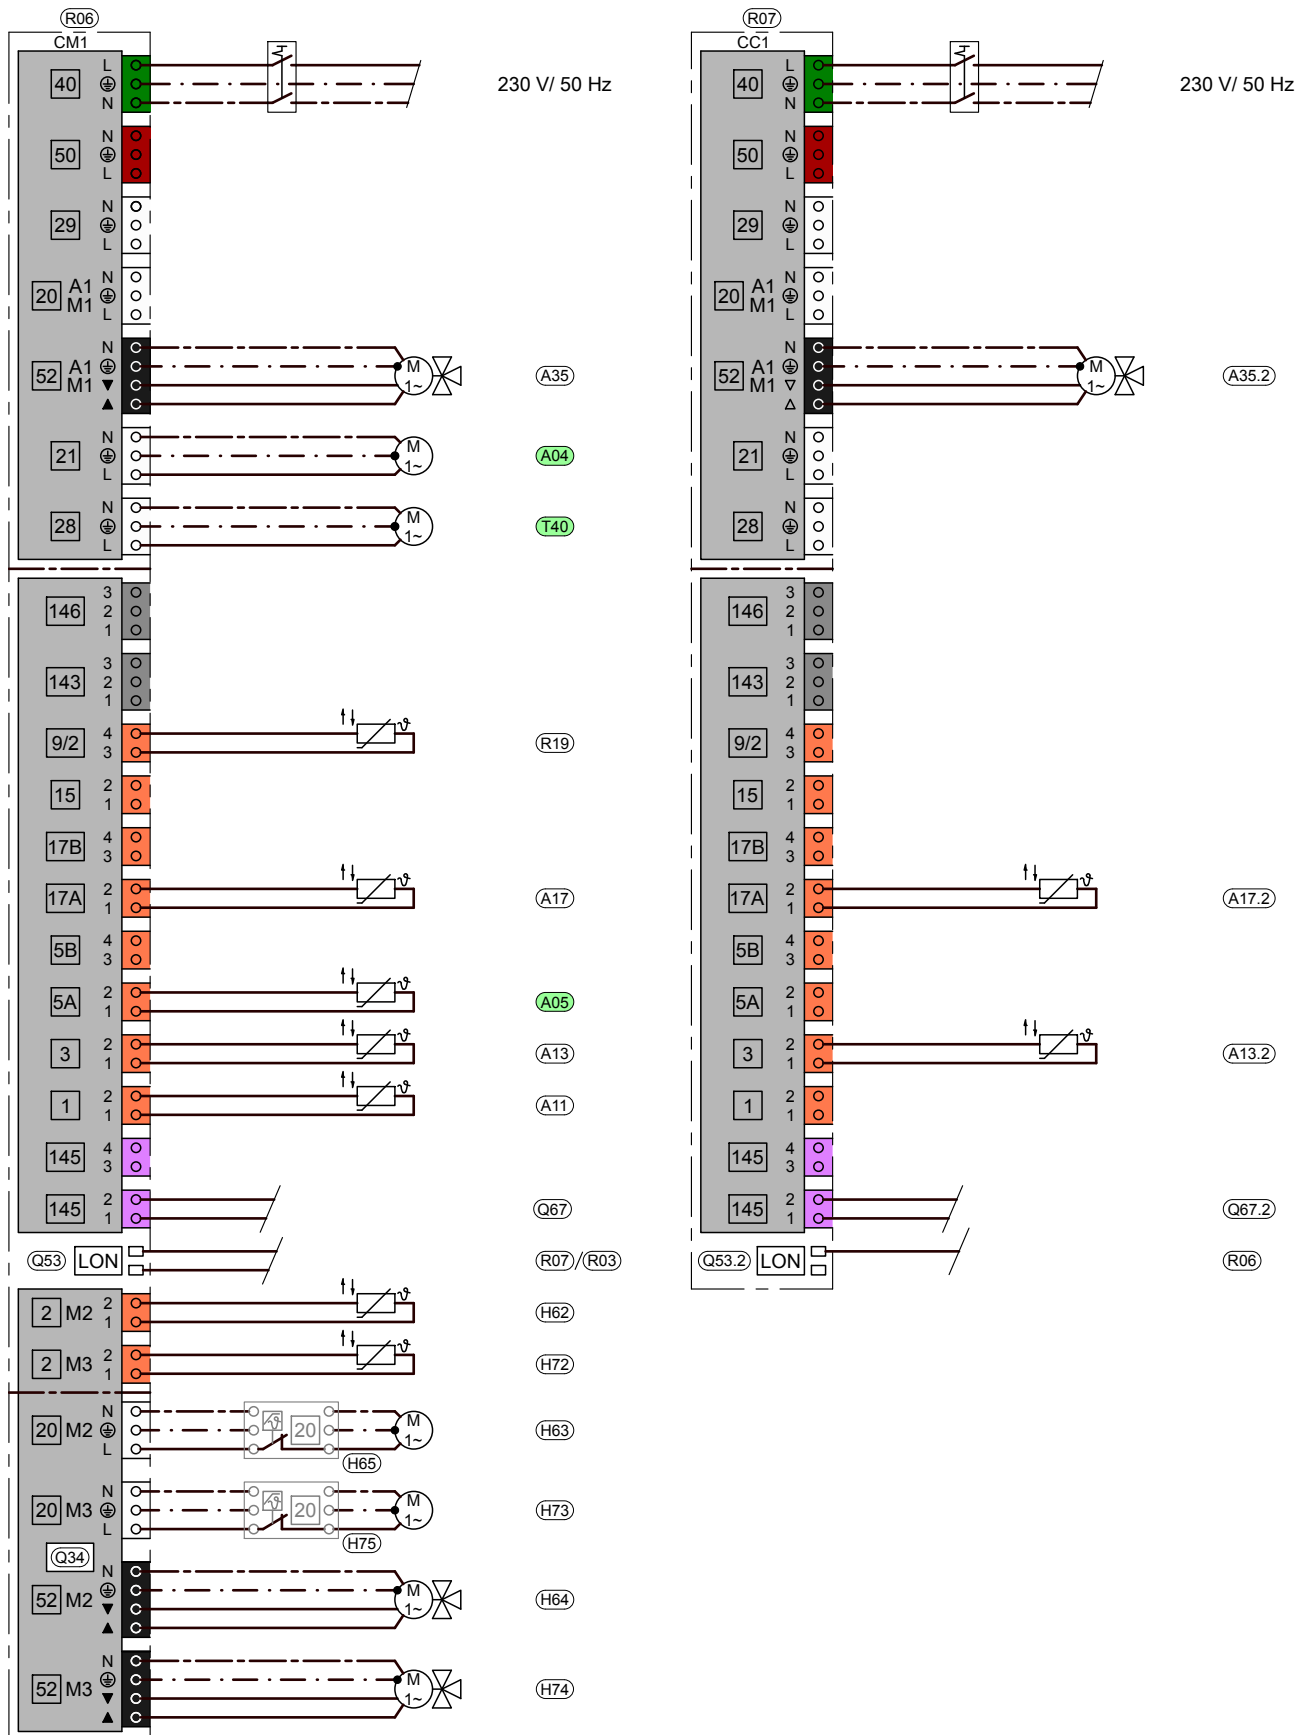 R06
CM1
40 L N 230 V/ 50 Hz
50 N L
29 N L
20 A1 M1 N L
52 A1 M1 N M 1~ A35
21 N L M 1~ A04
28 N L M 1~ T40
146 3 2 1
143 3 2 1
9/2 4 3 ϑ R19
15 2 1
17B 4 3
17A 2 1 ϑ A17
5B 4 3
5A 2 1 ϑ A05
3 2 1 ϑ A13
1 2 1 ϑ A11
145 4 3
145 2 1 Q67
Q53 LON R07/R03
2 M2 2 1 ϑ H62
2 M3 2 1 ϑ H72
20 M2 N L ϑ 20 M 1~ H63
H65
20 M3 N L ϑ 20 M 1~ H73
H75
Q34
52 M2 N M 1~ H64
52 M3 N M 1~ H74
R07
CC1
40 L N 230 V/ 50 Hz
50 N L
29 N L
20 A1 M1 N L
52 A1 M1 N M 1~ A35.2
21 N L
28 N L
146 3 2 1
143 3 2 1
9/2 4 3
15 2 1
17B 4 3
17A 2 1 ϑ A17.2
5B 4 3
5A 2 1
3 2 1 ϑ A13.2
1 2 1
145 4 3
145 2 1 Q67.2
Q53.2 LON R06